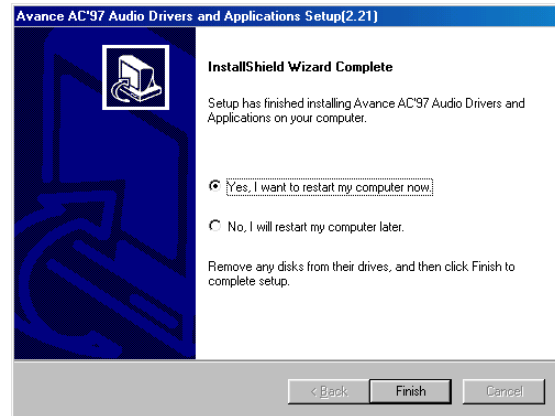 Avance AC'97 Audio Drivers and Applications Setup(2.21)
InstallShield Wizard Complete
Setup has finished installing Avance AC'97 Audio Drivers and
Applications on your computer.
Yes, I want to restart my computer now.
No, I will restart my computer later.
Remove any disks from their drives, and then click Finish to
complete setup.
< Back Finish Cancel